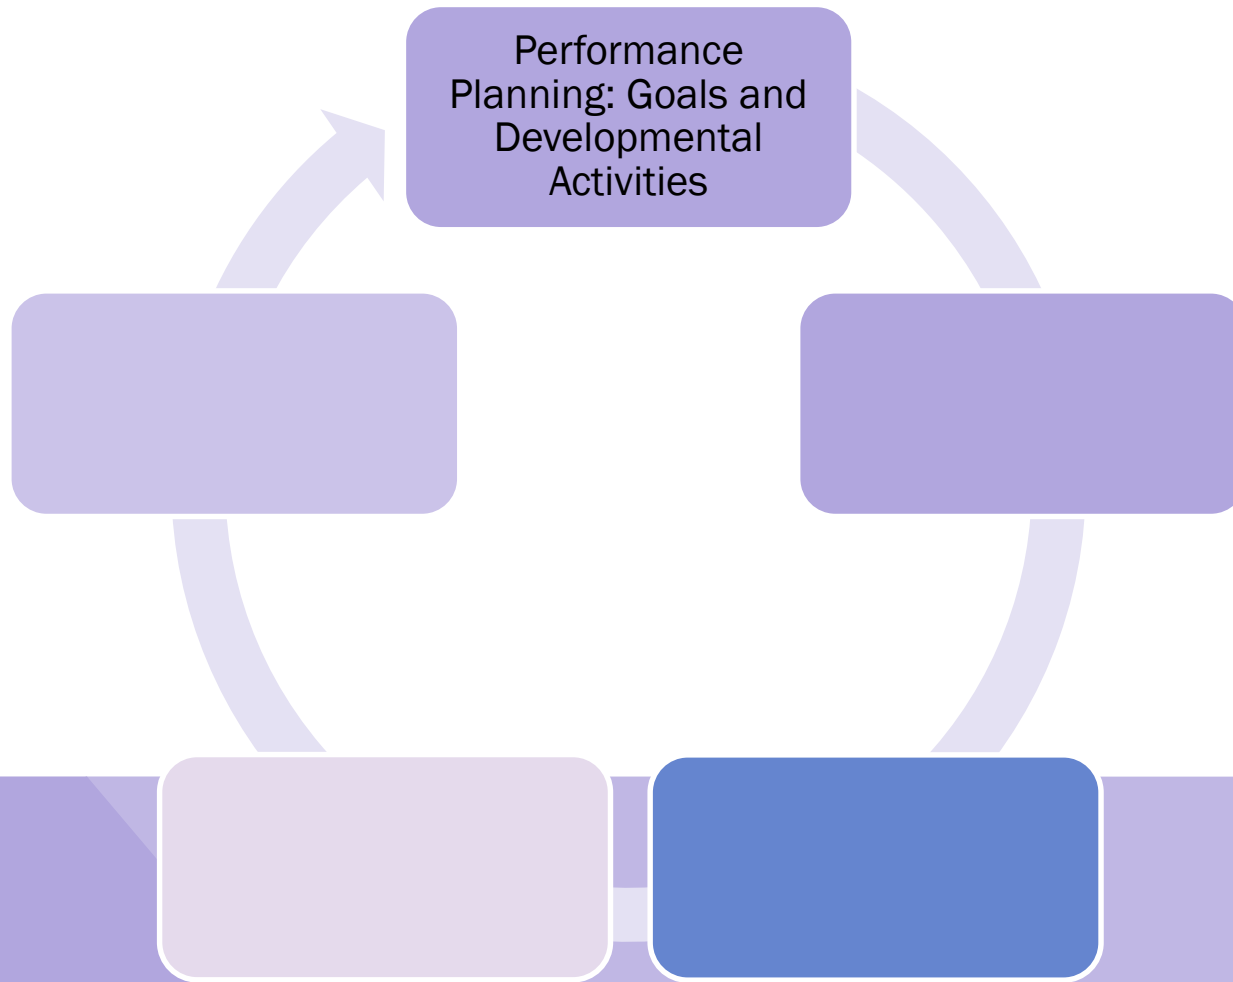 Performance
Planning: Goals and
Developmental
Activities